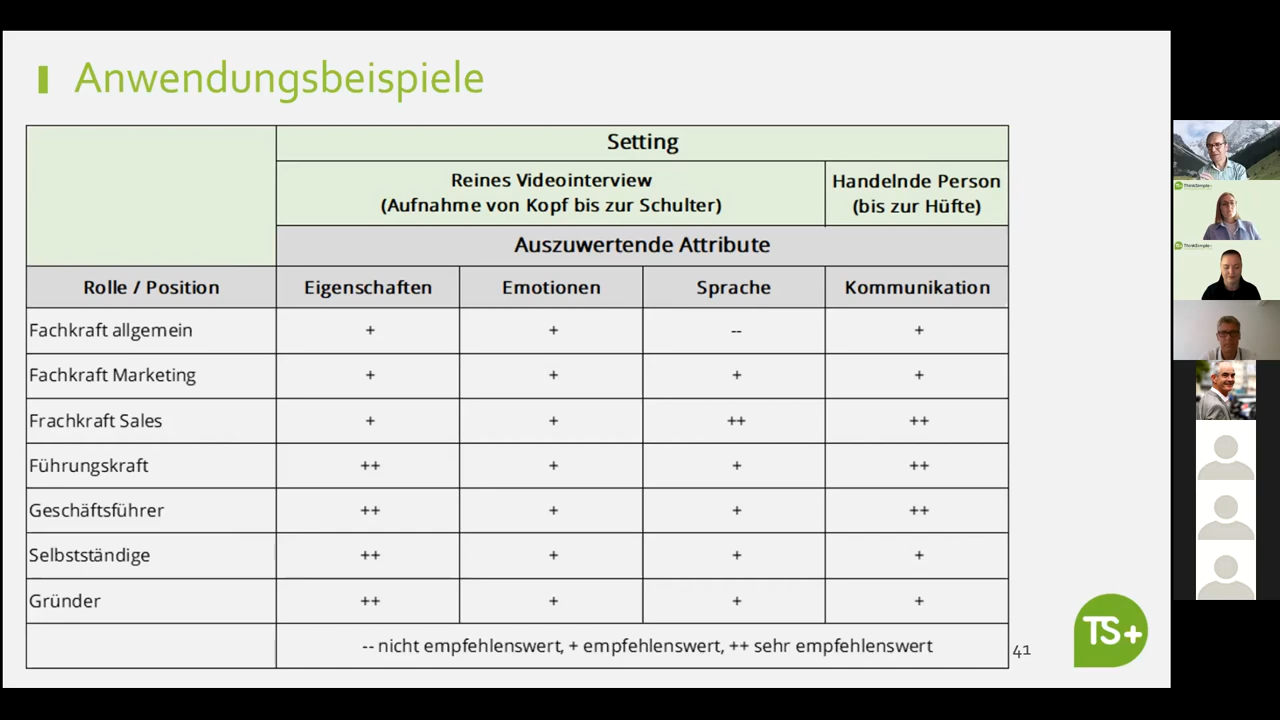 Anwendungsbeispiele
Setting
Reines Videointerview
(Aufnahme von Kopf bis zur Schulter)
Handelnde Person
(bis zur Hüfte)
Auszuwertende Attribute
Rolle / Position Eigenschaften Emotionen Sprache Kommunikation
Fachkraft allgemein + + -- +
Fachkraft Marketing + + + +
Frachkraft Sales + + ++ ++
Führungskraft ++ + + ++
Geschäftsführer ++ + + ++
Selbstständige ++ + + +
Gründer ++ + + +
-- nicht empfehlenswert, + empfehlenswert, ++ sehr empfehlenswert
41
TS+
ThinkSimple
ThinkSimple